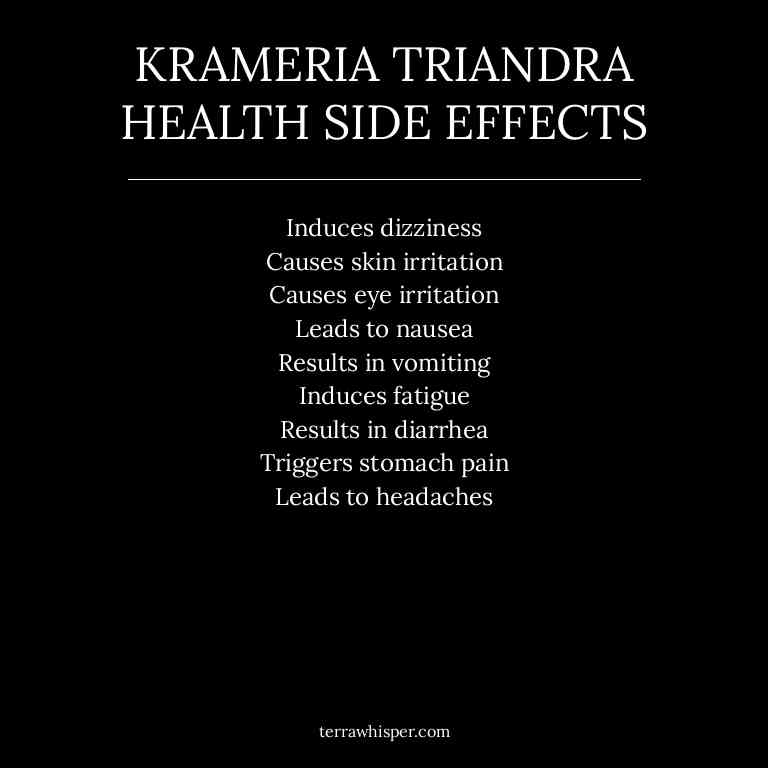 KRAMERIA TRIANDRA
HEALTH SIDE EFFECTS
Induces dizziness
Causes skin irritation
Causes eye irritation
Leads to nausea
Results in vomiting
Induces fatigue
Results in diarrhea
Triggers stomach pain
Leads to headaches
terrawhisper.com